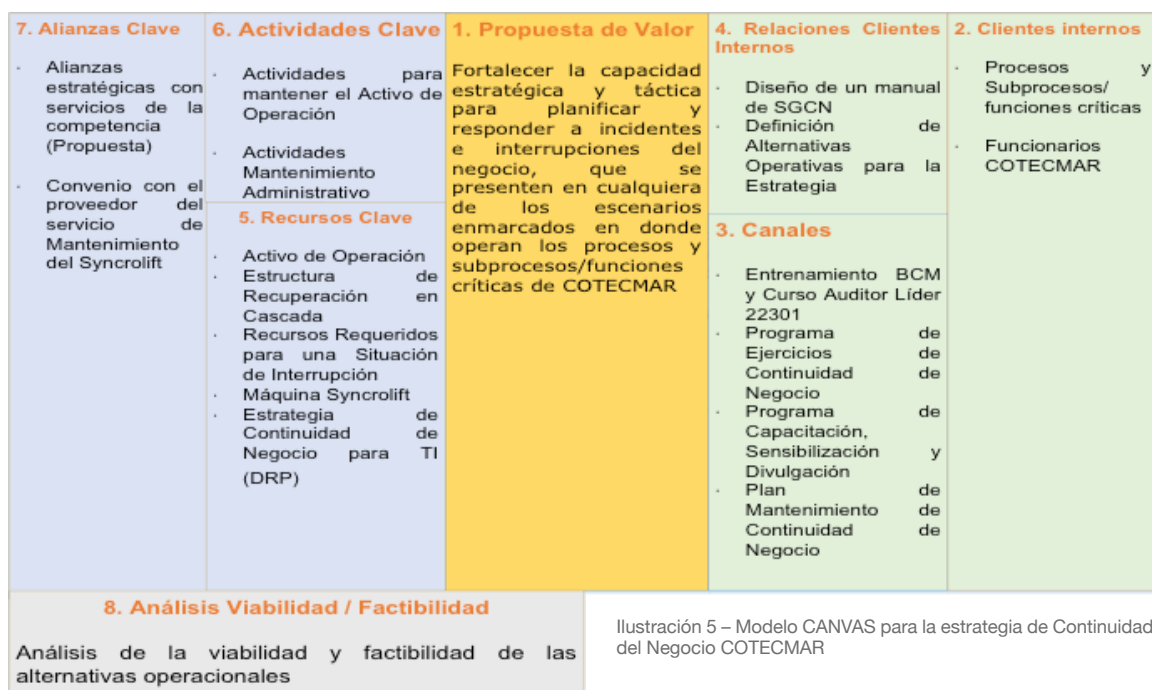 7. Alianzas Clave
· Alianzas
estratégicas con
servicios de la
competencia
(Propuesta)
· Convenio con el
proveedor del
servicio de
Mantenimiento
del Syncrolift
6. Actividades Clave
· Actividades para
mantener el Activo de
Operación
· Actividades
Mantenimiento
Administrativo
5. Recursos Clave
· Activo de Operación
· Estructura de
Recuperación en
Cascada
· Recursos Requeridos
para una Situación
de Interrupción
· Máquina Syncrolift
· Estrategia de
Continuidad de
Negocio para TI
(DRP)
1. Propuesta de Valor
Fortalecer la capacidad
estratégica y táctica
para planificar y
responder a incidentes
e interrupciones del
negocio, que se
presenten en cualquiera
de los escenarios
enmarcados en donde
operan los procesos y
subprocesos/funciones
críticas de COTECMAR
4. Relaciones Clientes
Internos
· Diseño de un manual
de SGCN
· Definición de
Alternativas
Operativas para la
Estrategia
3. Canales
· Entrenamiento BCM
y Curso Auditor Líder
22301
· Programa de
Ejercicios de
Continuidad de
Negocio
· Programa de
Capacitación,
Sensibilización y
Divulgación
· Plan de
Mantenimiento de
Continuidad de
Negocio
2. Clientes internos
· Procesos y
Subprocesos/
funciones críticas
· Funcionarios
COTECMAR
8. Análisis Viabilidad / Factibilidad
Análisis de la viabilidad y factibilidad de las
alternativas operacionales
Ilustración 5 – Modelo CANVAS para la estrategia de Continuidad
del Negocio COTECMAR